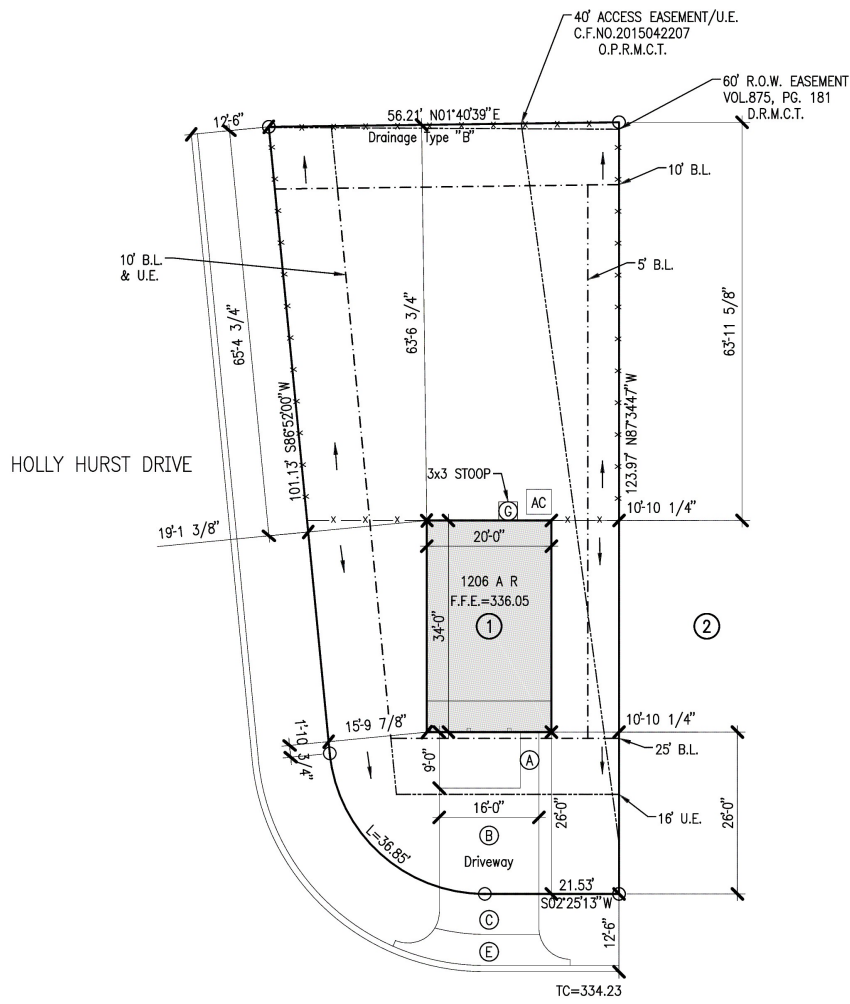 40' ACCESS EASEMENT/U.E.
C.F.NO.2015042207
O.P.R.M.C.T.
60' R.O.W. EASEMENT
VOL.875, PG. 181
D.R.M.C.T.
12'-6"
56.21' N01°40'39"E
Drainage Type "B"
10' B.L.
10' B.L.
& U.E.
5' B.L.
65'-4 3/4"
63'-6 3/4"
63'-11 5/8"
101.13' S86°52'00"W
123.97' N87°34'47"W
HOLLY HURST DRIVE
3x3 STOOP
G
AC
19'-1 3/8"
10'-10 1/4"
20'-0"
1206 A R
F.F.E.=336.05
1
2
34'-0"
15'-9 7/8"
10'-10 1/4"
1'-10 3/4"
25' B.L.
A
9'-0"
16'-0"
26'-0"
16' U.E.
26'-0"
B
Driveway
L=36.85'
21.53'
S02°25'13"W
C
12'-6"
E
TC=334.23